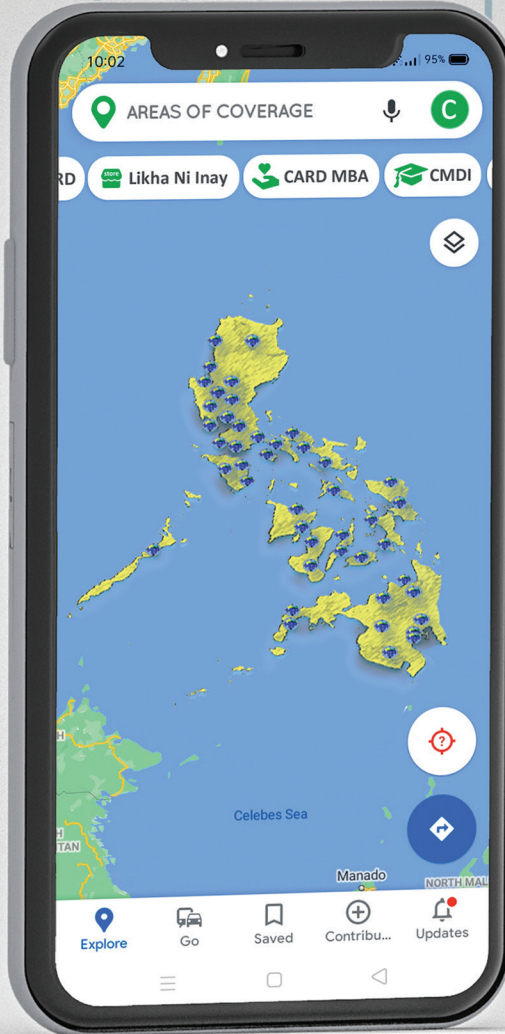 10:02
95%
AREAS OF COVERAGE
C
RD
store
Likha Ni Inay
CARD MBA
CMDI
?
H
H
TAN
Celebes Sea
Manado
NORTH MAL
Explore
Go
Saved
Contribu...
Updates